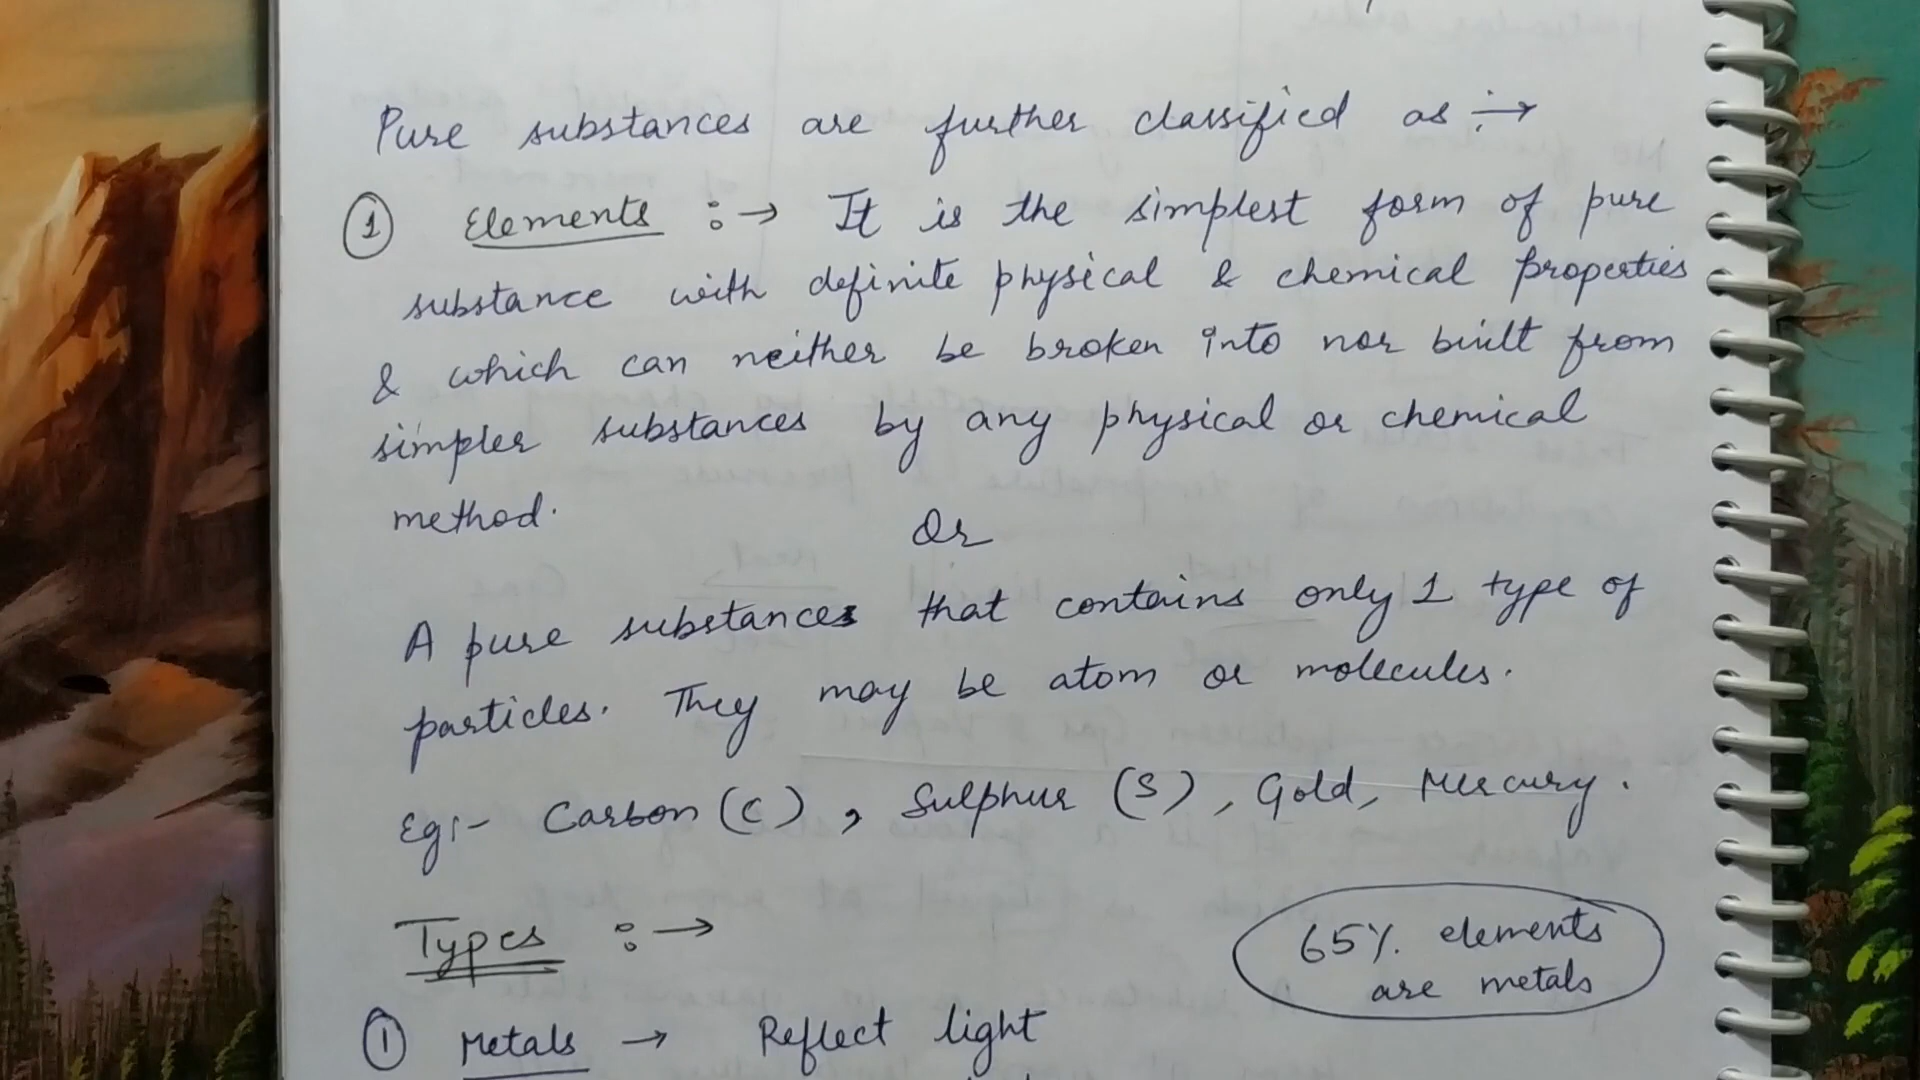 Pure substances are further classified as :→
① Elements :→ It is the simplest form of pure
substance with definite physical & chemical properties
& which can neither be broken into nor built from
simpler substances by any physical or chemical
method.
Or
A pure substances that contains only 1 type of
particles. They may be atom or molecules.
Eg:- Carbon (C), Sulphur (S), Gold, Mercury.
Types :→
65% elements
are metals
① Metals → Reflect light